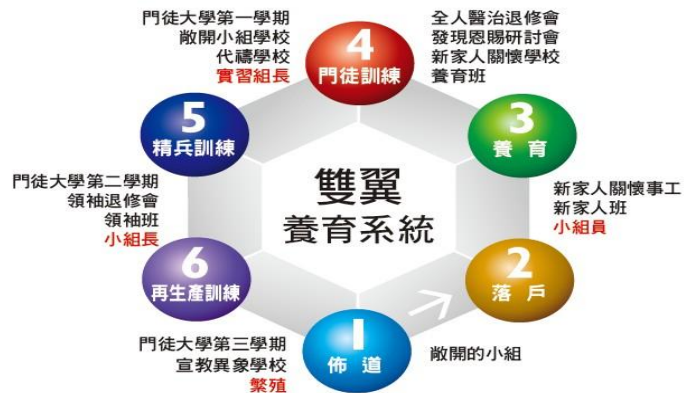 雙翼
養育系統
1
佈道
敞開的小組
2
落戶
新家人關懷事工
新家人班
小組員
3
養育
全人醫治退修會
發現恩賜研討會
新家人關懷學校
養育班
4
門徒訓練
門徒大學第一學期
敞開小組學校
代禱學校
實習組長
5
精兵訓練
門徒大學第二學期
領袖退修會
領袖班
小組長
6
再生產訓練
門徒大學第三學期
宣教異象學校
繁殖